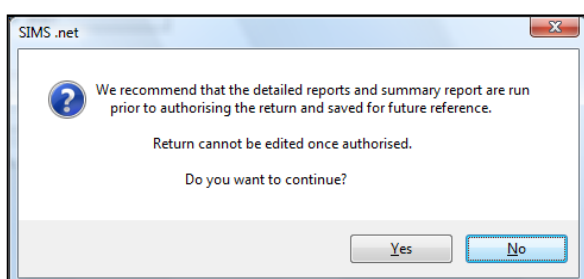 SIMS .net
We recommend that the detailed reports and summary report are run
prior to authorising the return and saved for future reference.
Return cannot be edited once authorised.
Do you want to continue?
Yes
No